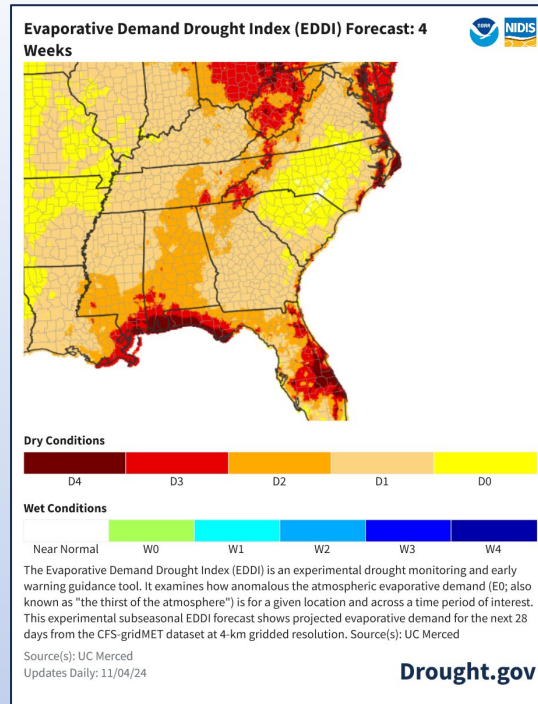 Evaporative Demand Drought Index (EDDI) Forecast: 4
Weeks
NOAA
NIDIS
Dry Conditions
D4 D3 D2 D1 D0
Wet Conditions
Near Normal W0 W1 W2 W3 W4
The Evaporative Demand Drought Index (EDDI) is an experimental drought monitoring and early
warning guidance tool. It examines how anomalous the atmospheric evaporative demand (E0; also
known as "the thirst of the atmosphere") is for a given location and across a time period of interest.
This experimental subseasonal EDDI forecast shows projected evaporative demand for the next 28
days from the CFS-gridMET dataset at 4-km gridded resolution. Source(s): UC Merced
Source(s): UC Merced
Updates Daily: 11/04/24
Drought.gov